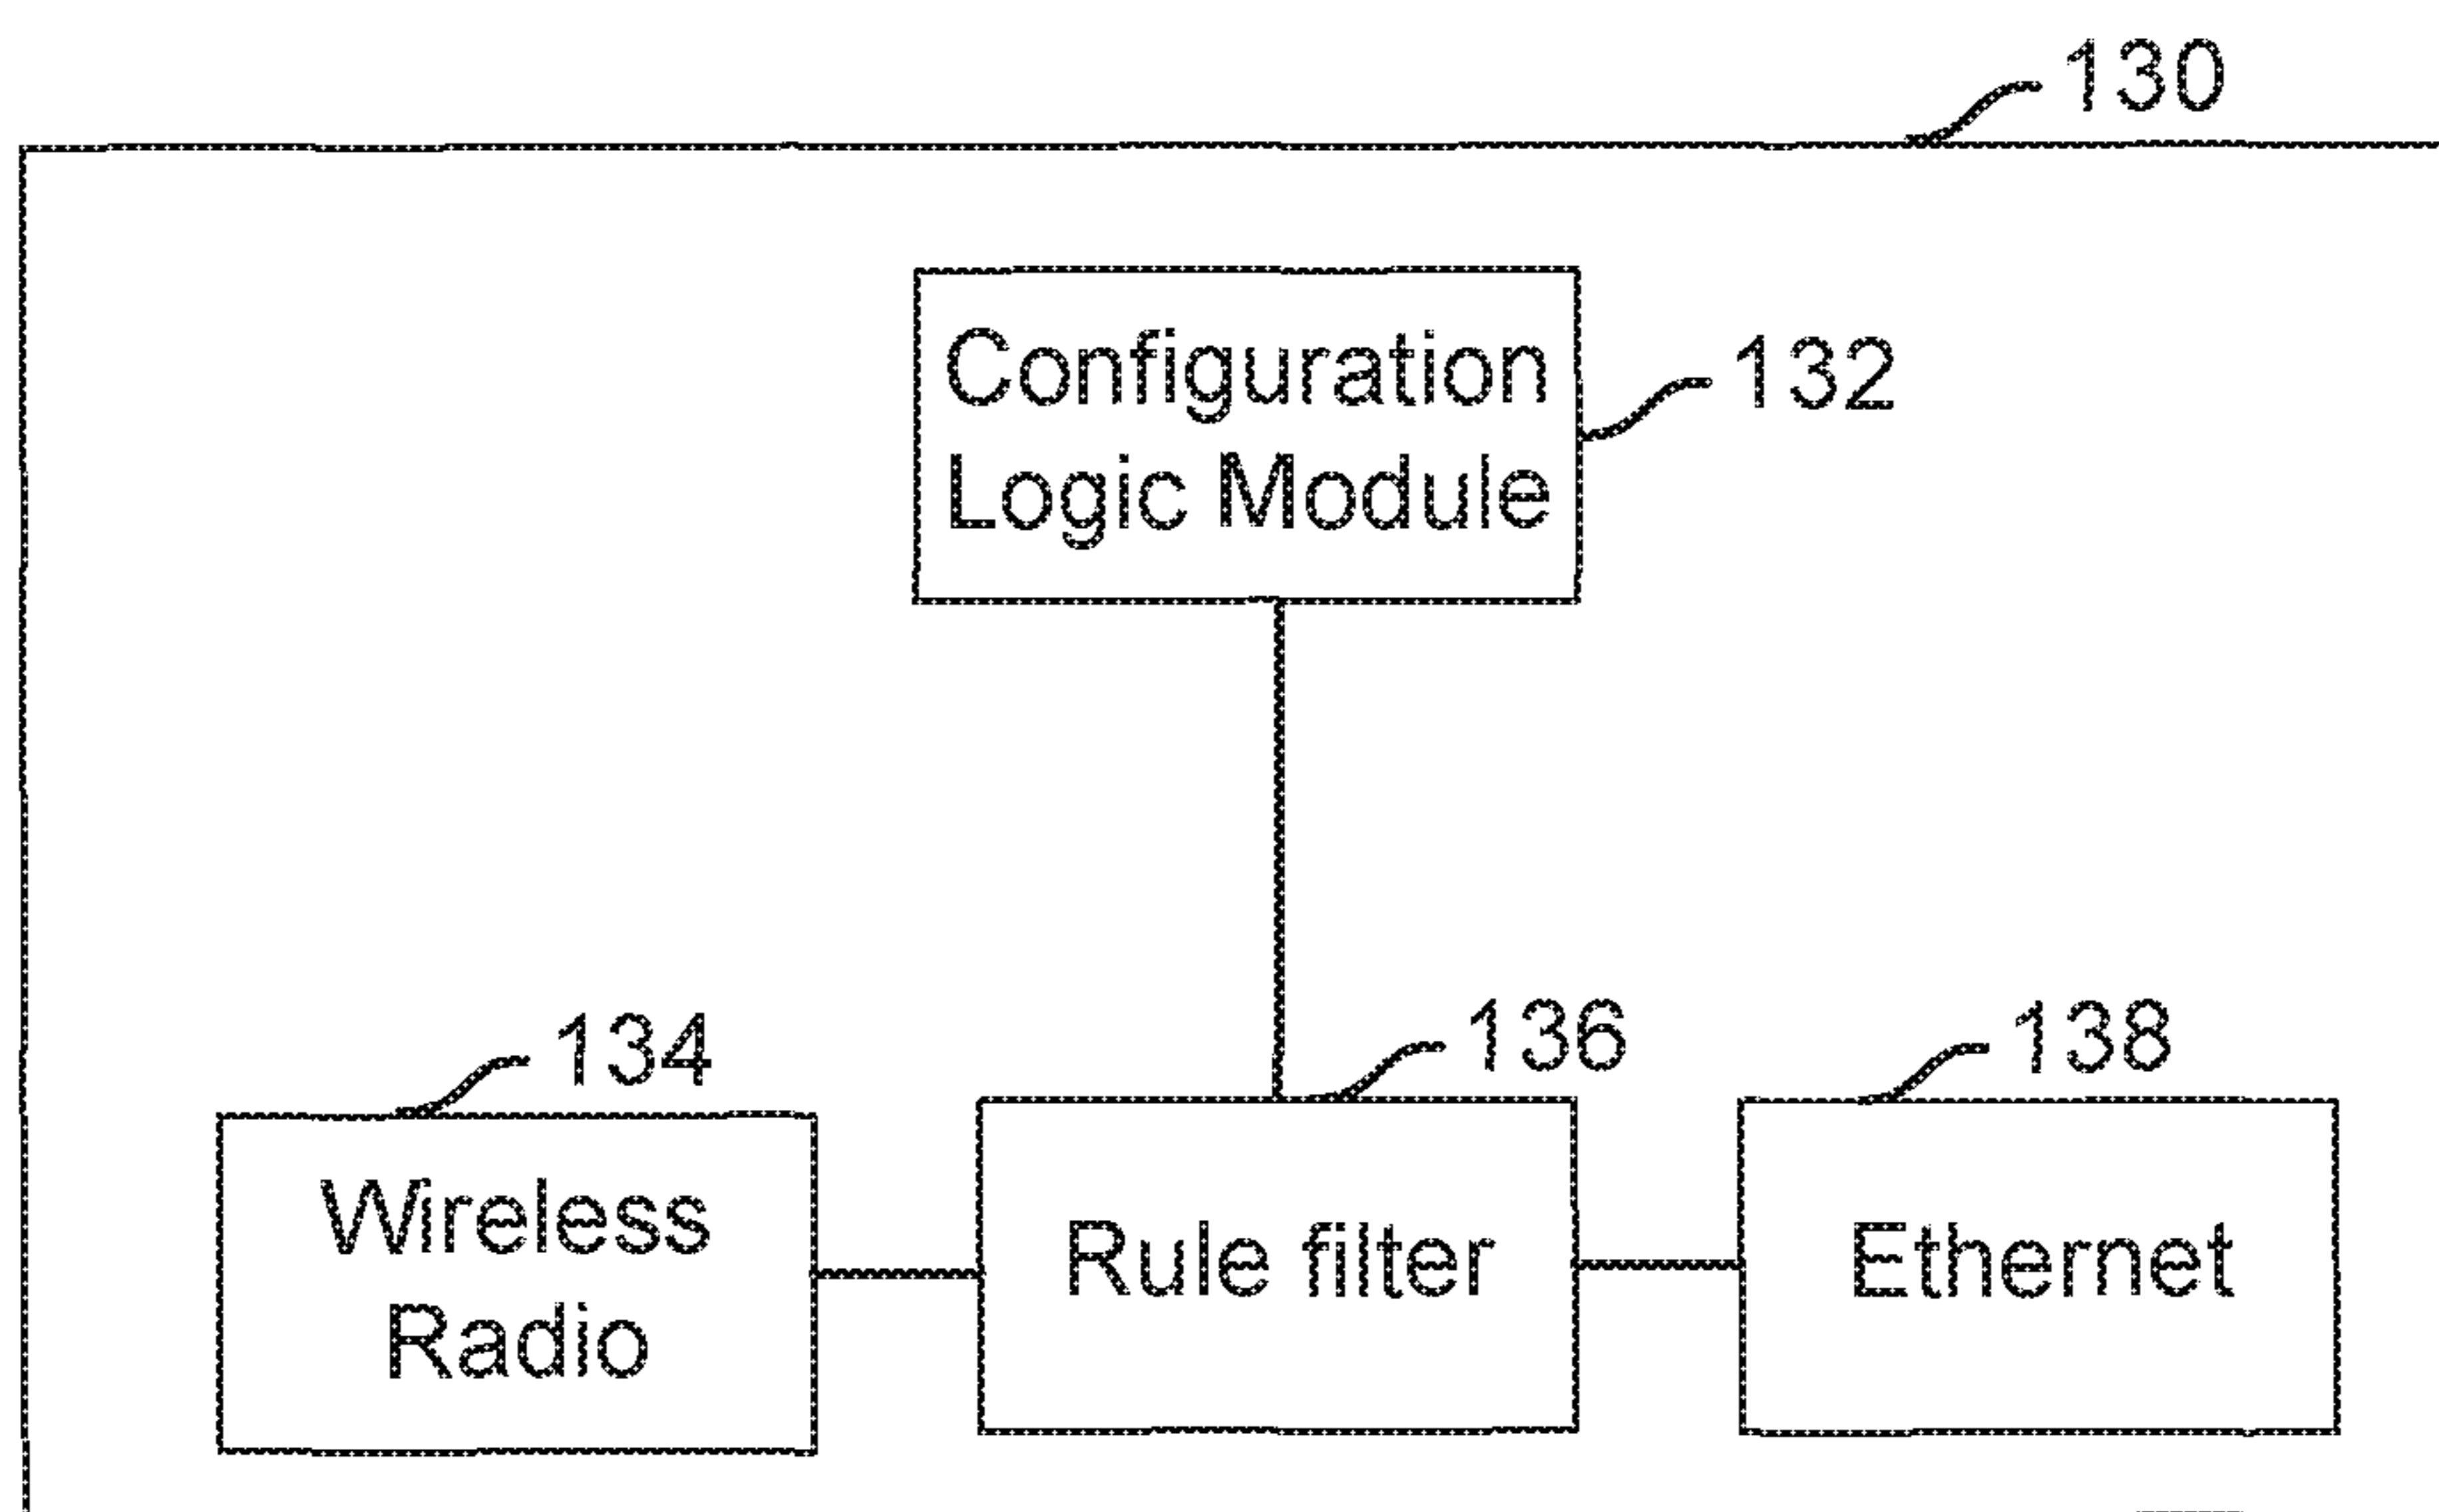 130
Configuration
Logic Module
132
134
136
138
Wireless
Radio
Rule filter
Ethernet